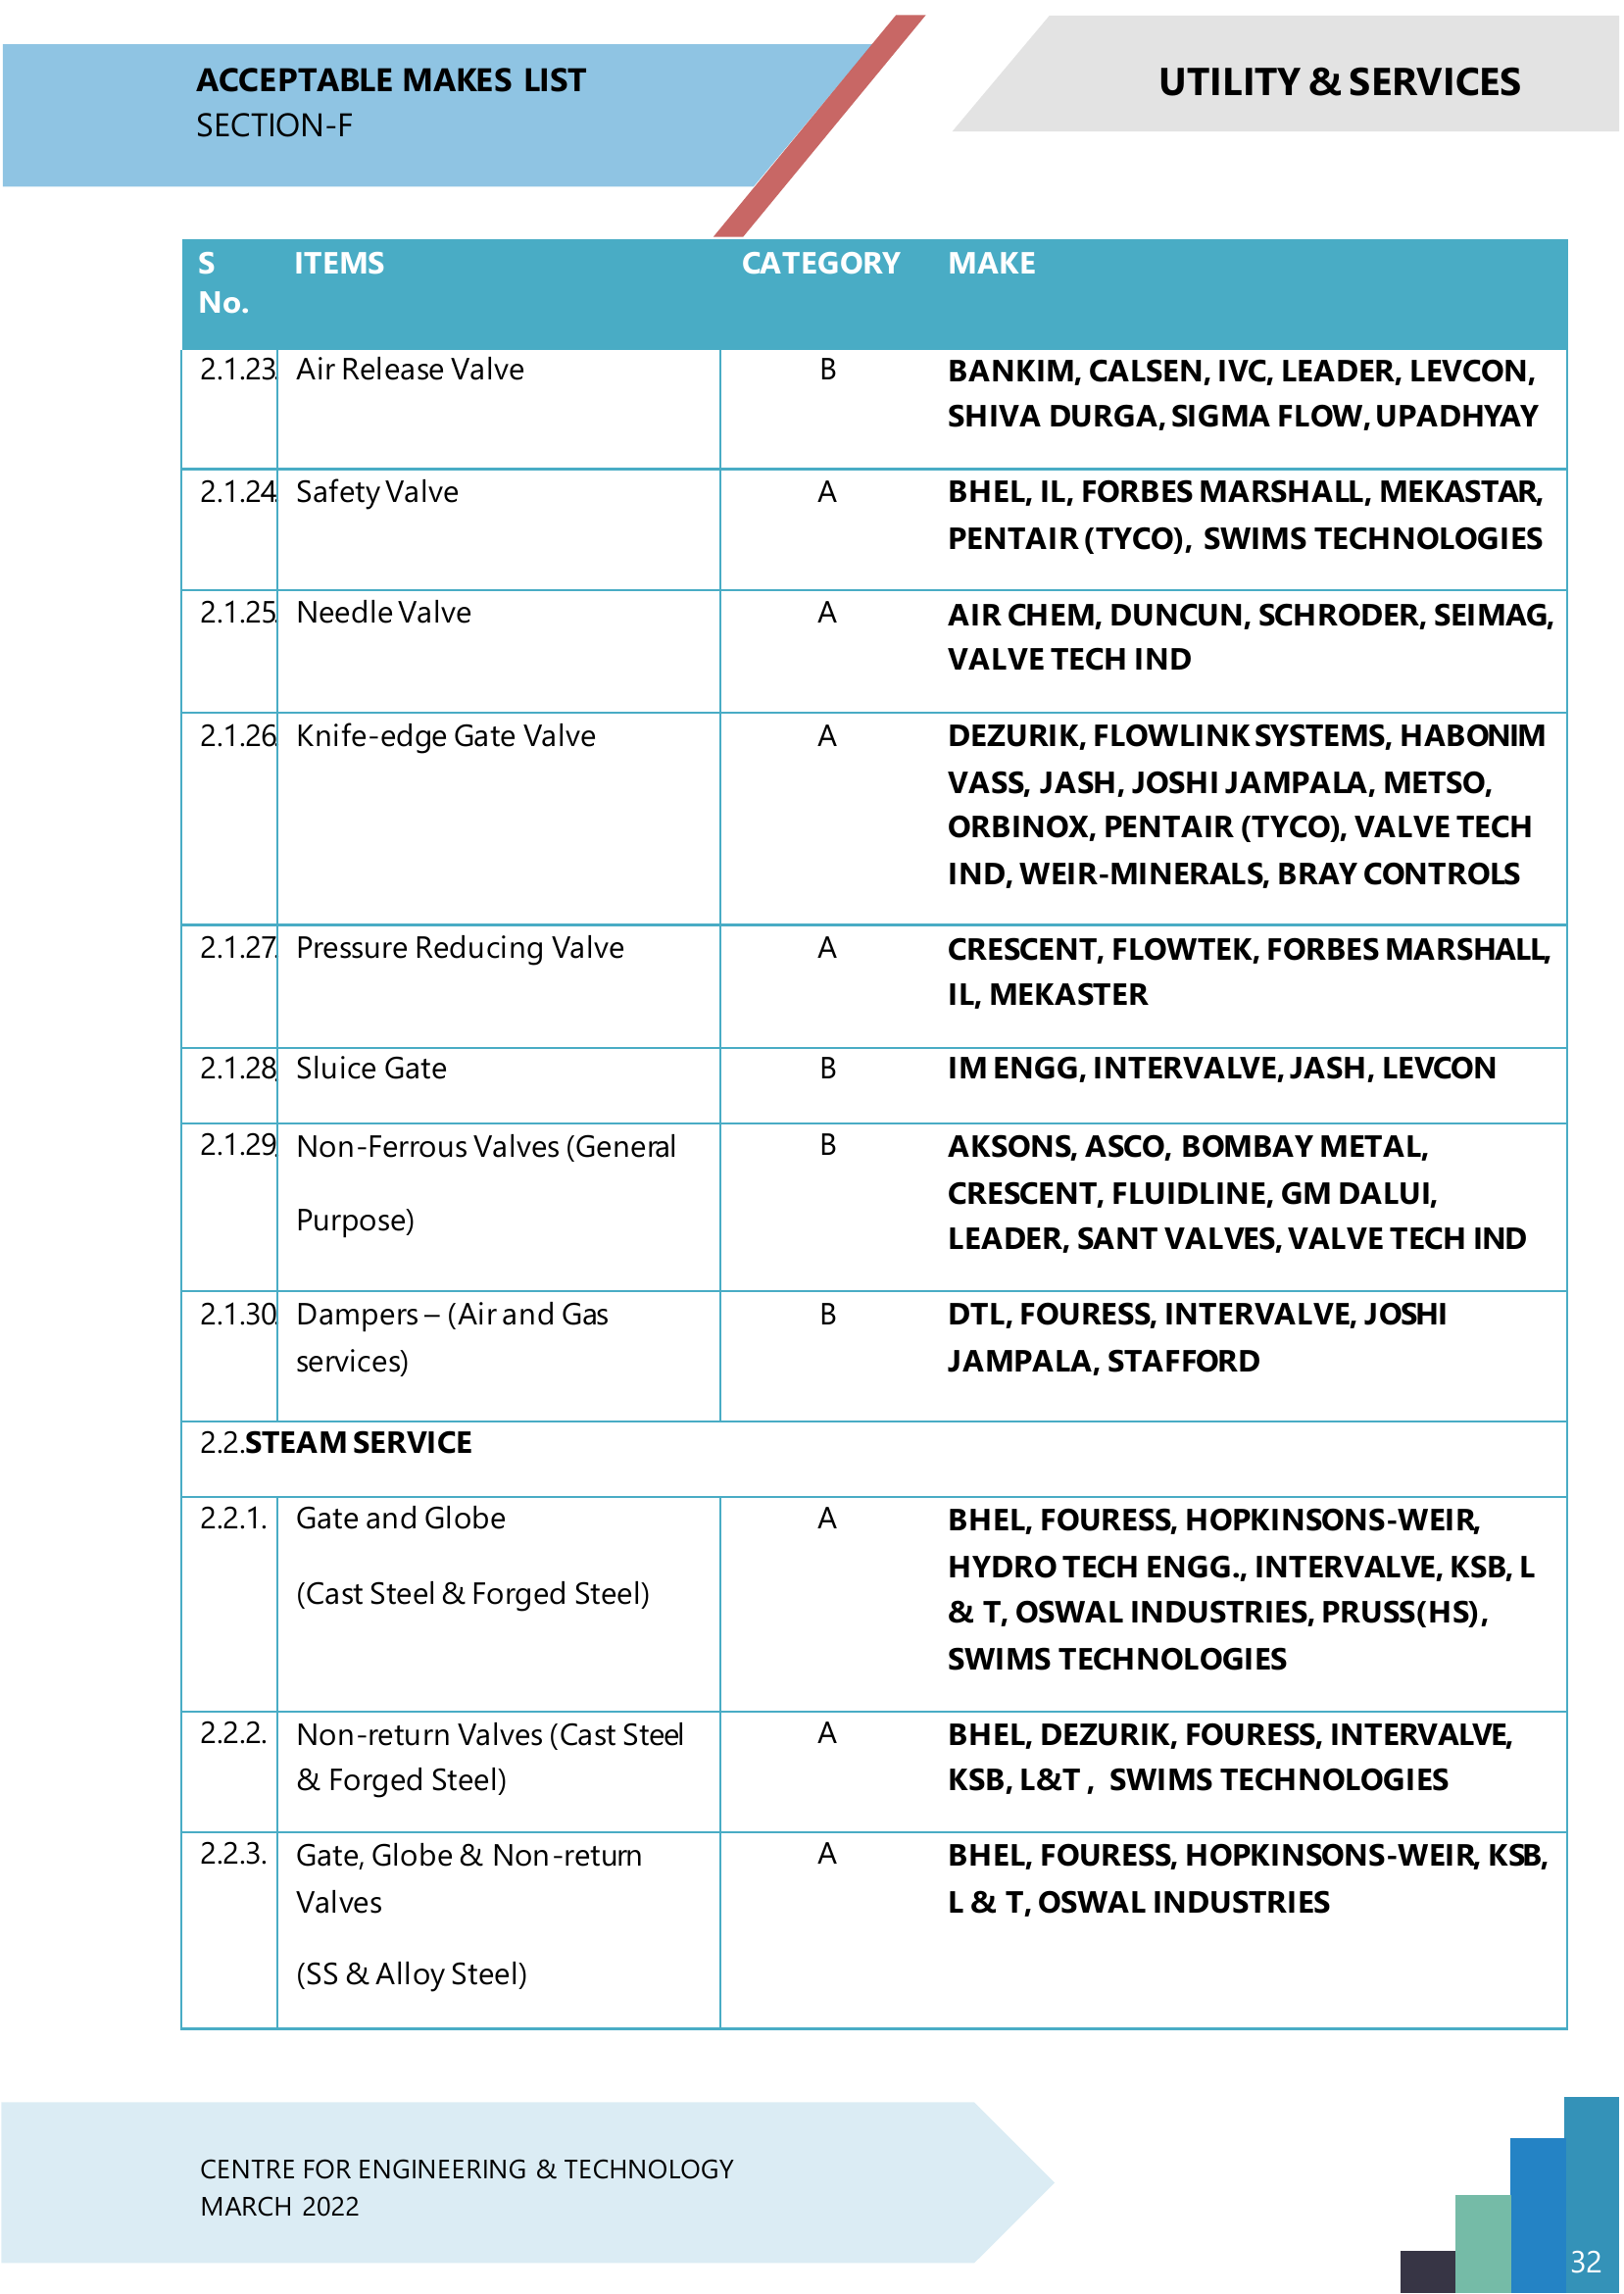 ACCEPTABLE MAKES LIST
SECTION-F
UTILITY & SERVICES
S No. ITEMS CATEGORY MAKE
2.1.23. Air Release Valve B BANKIM, CALSEN, IVC, LEADER, LEVCON,
SHIVA DURGA, SIGMA FLOW, UPADHYAY
2.1.24. Safety Valve A BHEL, IL, FORBES MARSHALL, MEKASTAR,
PENTAIR (TYCO), SWIMS TECHNOLOGIES
2.1.25. Needle Valve A AIR CHEM, DUNCUN, SCHRODER, SEIMAG,
VALVE TECH IND
2.1.26. Knife-edge Gate Valve A DEZURIK, FLOWLINK SYSTEMS, HABONIM
VASS, JASH, JOSHI JAMPALA, METSO,
ORBINOX, PENTAIR (TYCO), VALVE TECH
IND, WEIR-MINERALS, BRAY CONTROLS
2.1.27. Pressure Reducing Valve A CRESCENT, FLOWTEK, FORBES MARSHALL,
IL, MEKASTER
2.1.28. Sluice Gate B IM ENGG, INTERVALVE, JASH, LEVCON
2.1.29. Non-Ferrous Valves (General B AKSONS, ASCO, BOMBAY METAL,
CRESCENT, FLUIDLINE, GM DALUI,
Purpose)
LEADER, SANT VALVES, VALVE TECH IND
2.1.30. Dampers – (Air and Gas B DTL, FOURESS, INTERVALVE, JOSHI
services) JAMPALA, STAFFORD
2.2. STEAM SERVICE
2.2.1. Gate and Globe A BHEL, FOURESS, HOPKINSONS-WEIR,
HYDRO TECH ENGG., INTERVALVE, KSB, L
(Cast Steel & Forged Steel)
& T, OSWAL INDUSTRIES, PRUSS(HS),
SWIMS TECHNOLOGIES
2.2.2. Non-return Valves (Cast Steel A BHEL, DEZURIK, FOURESS, INTERVALVE,
& Forged Steel) KSB, L&T , SWIMS TECHNOLOGIES
2.2.3. Gate, Globe & Non-return A BHEL, FOURESS, HOPKINSONS-WEIR, KSB,
Valves L & T, OSWAL INDUSTRIES
(SS & Alloy Steel)
CENTRE FOR ENGINEERING & TECHNOLOGY
MARCH 2022
32